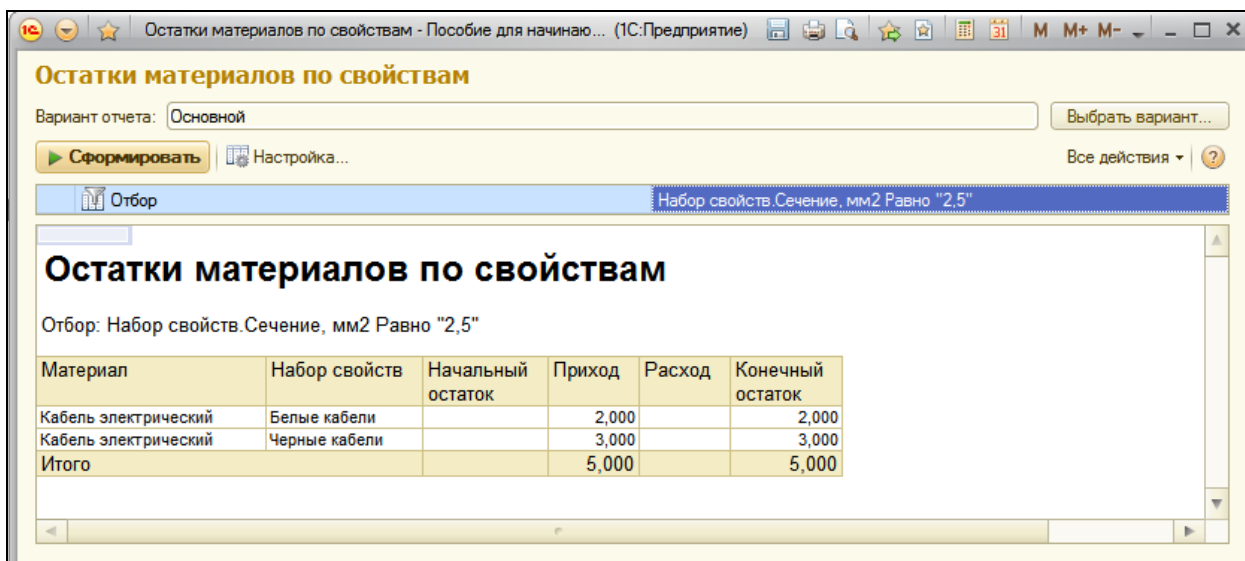 1С Остатки материалов по свойствам - Пособие для начинаю... (1С:Предприятие) 31 M M+ M-
Остатки материалов по свойствам
Вариант отчета: Основной Выбрать вариант...
Сформировать Настройка... Все действия ?
Отбор Набор свойств.Сечение, мм2 Равно "2,5"
Остатки материалов по свойствам
Отбор: Набор свойств.Сечение, мм2 Равно "2,5"
Материал Набор свойств Начальный остаток Приход Расход Конечный остаток
Кабель электрический Белые кабели 2,000 2,000
Кабель электрический Черные кабели 3,000 3,000
Итого 5,000 5,000